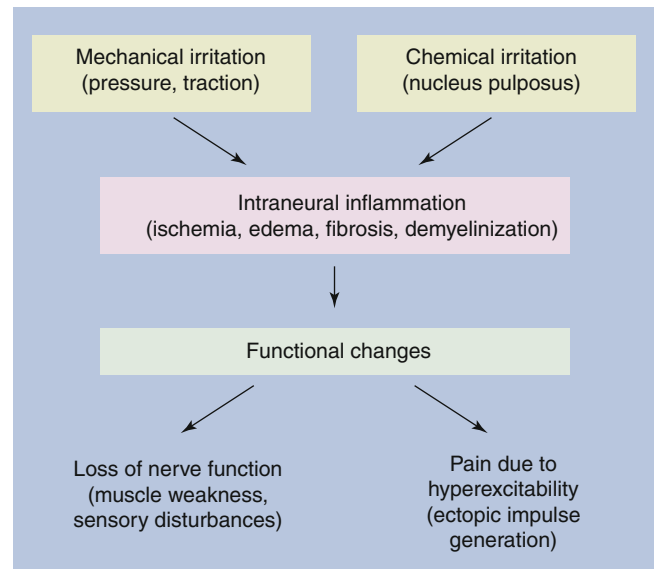 Mechanical irritation
(pressure, traction)
Chemical irritation
(nucleus pulposus)
Intraneural inflammation
(ischemia, edema, fibrosis, demyelinization)
Functional changes
Loss of nerve function
(muscle weakness,
sensory disturbances)
Pain due to
hyperexcitability
(ectopic impulse
generation)